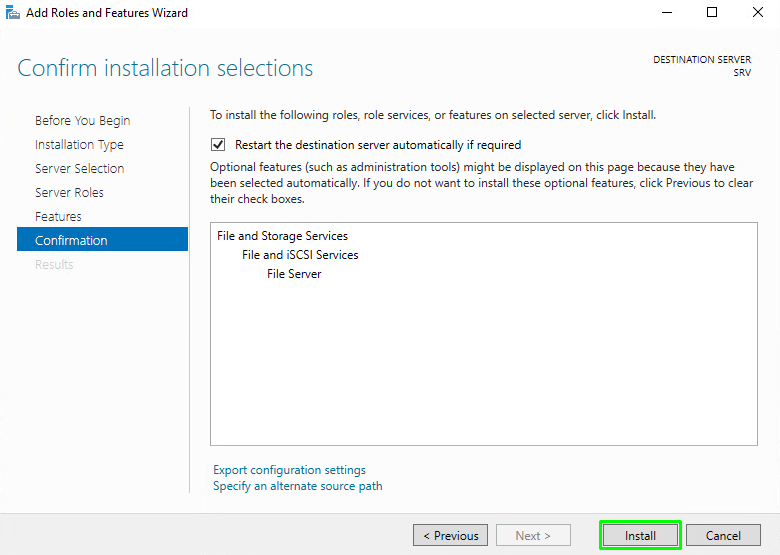 Add Roles and Features Wizard
Confirm installation selections
DESTINATION SERVER
SRV
Before You Begin
Installation Type
Server Selection
Server Roles
Features
Confirmation
Results
To install the following roles, role services, or features on selected server, click Install.
Restart the destination server automatically if required
Optional features (such as administration tools) might be displayed on this page because they have
been selected automatically. If you do not want to install these optional features, click Previous to clear
their check boxes.
File and Storage Services
File and iSCSI Services
File Server
Export configuration settings
Specify an alternate source path
< Previous
Next >
Install
Cancel